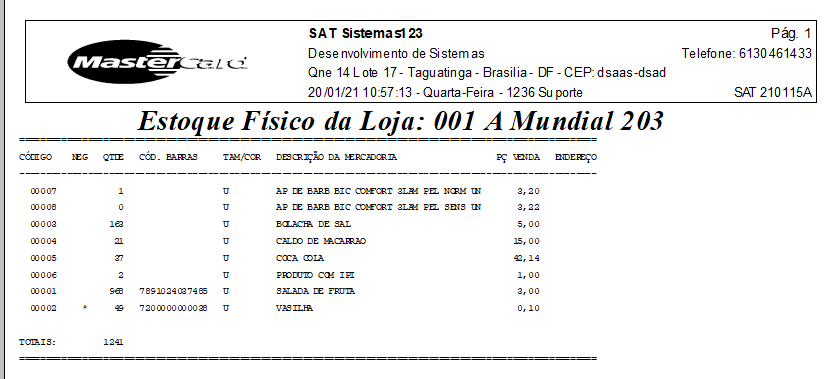 MasterCard
SAT Sistemas123 Pág. 1
Desenvolvimento de Sistemas Telefone: 6130461433
Qne 14 Lote 17 - Taguatinga - Brasilia - DF - CEP: dsaas-dsad
20/01/21 10:57:13 - Quarta-Feira - 1236 Suporte SAT 210115A
Estoque Físico da Loja: 001 A Mundial 203
CÓDIGO NEG QTDE CÓD. BARRAS TAM/COR DESCRIÇÃO DA MERCADORIA PÇ VENDA ENDEREÇO
00007 1 U AP DE BARB BIC COMFORT 3LAM PEL NORM UN 3,20
00008 0 U AP DE BARB BIC COMFORT 3LAM PEL SENS UN 3,22
00003 163 U BOLACHA DE SAL 5,00
00004 21 U CALDO DE MACARRAO 15,00
00005 37 U COCA COLA 42,14
00006 2 U PRODUTO COM IPI 1,00
00001 968 7891024037485 U SALADA DE FRUTA 3,00
00002 * 49 7200000000038 U VASILHA 0,10
TOTAIS: 1241